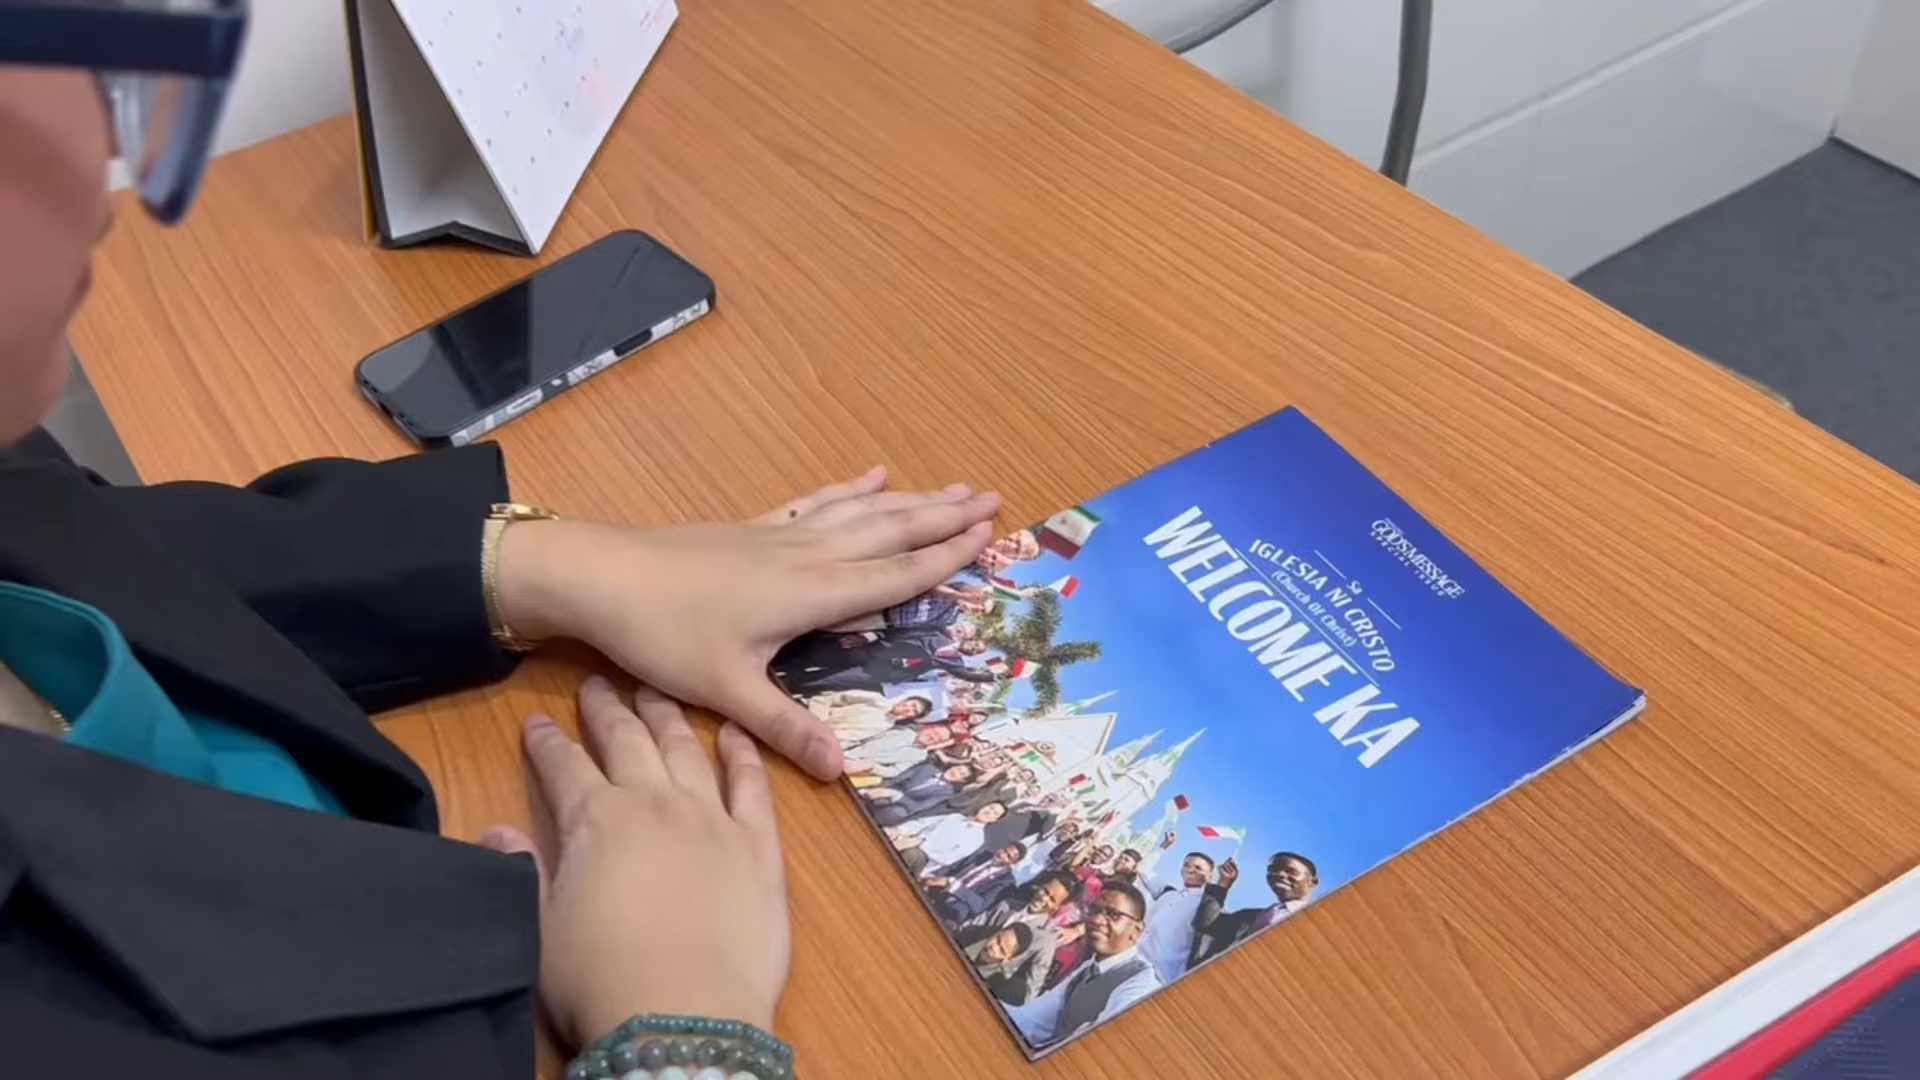 GOD'S MESSAGE
SPECIAL ISSUE
Sa
IGLESIA NI CRISTO
(Church Of Christ)
WELCOME KA